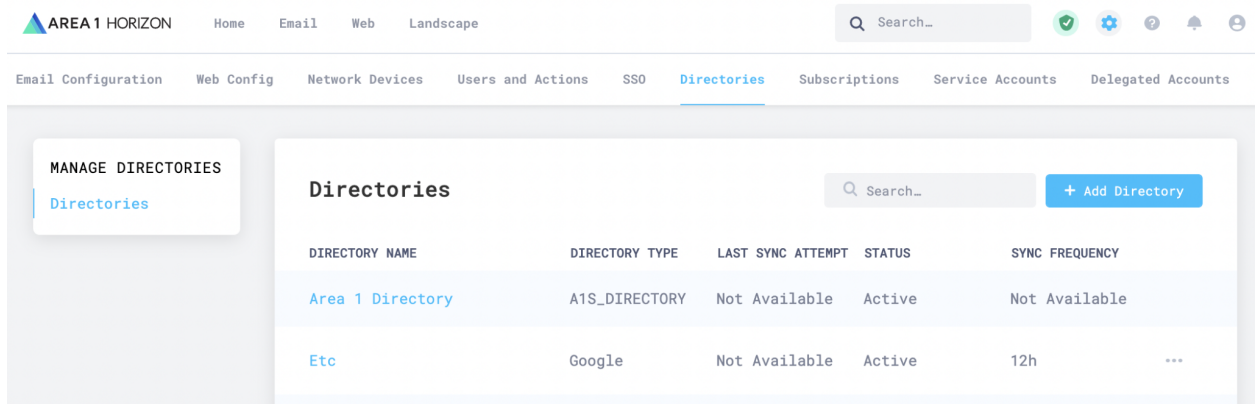 AREA 1 HORIZON Home Email Web Landscape Search…
Email Configuration Web Config Network Devices Users and Actions SSO Directories Subscriptions Service Accounts Delegated Accounts
MANAGE DIRECTORIES
Directories
Directories Search… + Add Directory
DIRECTORY NAME DIRECTORY TYPE LAST SYNC ATTEMPT STATUS SYNC FREQUENCY
Area 1 Directory A1S_DIRECTORY Not Available Active Not Available
Etc Google Not Available Active 12h